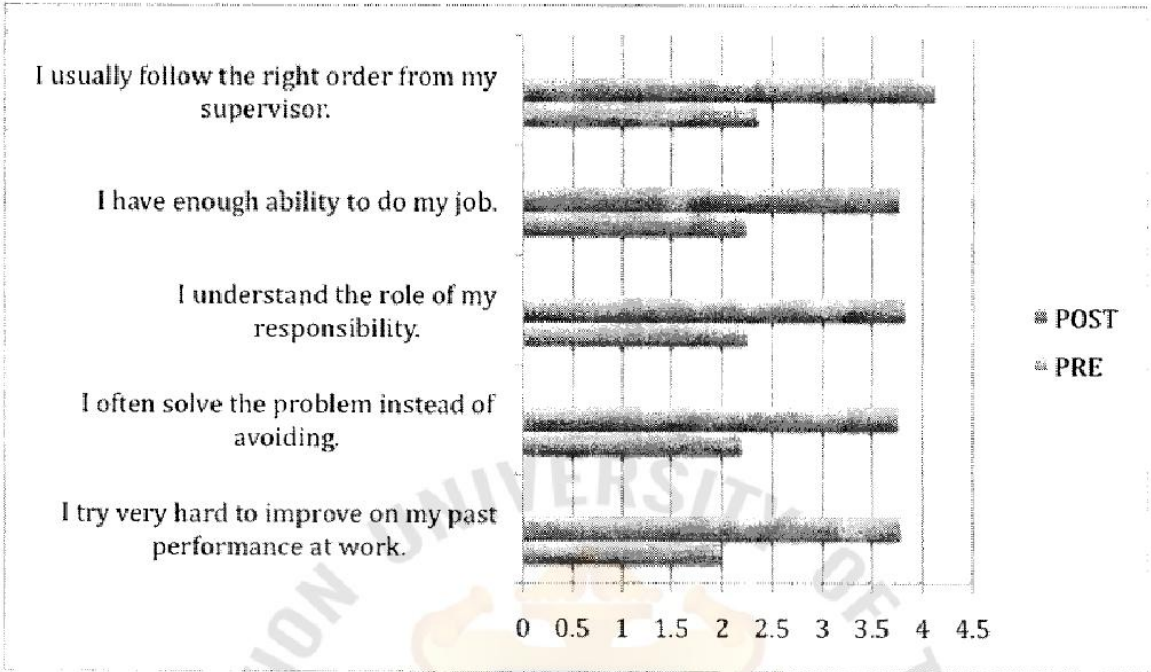 I usually follow the right order from my
supervisor.
I have enough ability to do my job.
I understand the role of my
responsibility.
I often solve the problem instead of
avoiding.
I try very hard to improve on my past
performance at work.
POST
PRE
0 0.5 1 1.5 2 2.5 3 3.5 4 4.5
UNIVERSITY OF